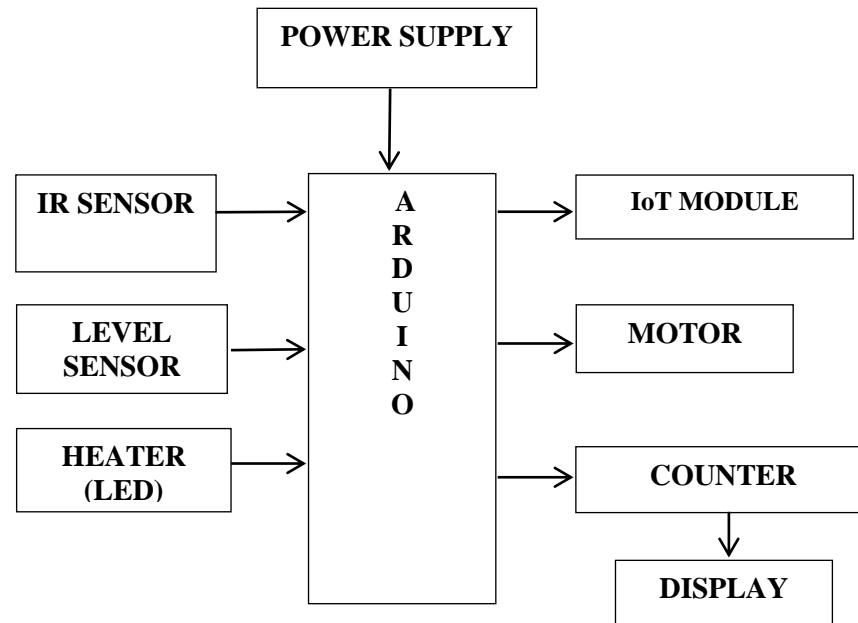 POWER SUPPLY
IR SENSOR
A
R
D
U
I
N
O
IoT MODULE
LEVEL
SENSOR
MOTOR
HEATER
(LED)
COUNTER
DISPLAY